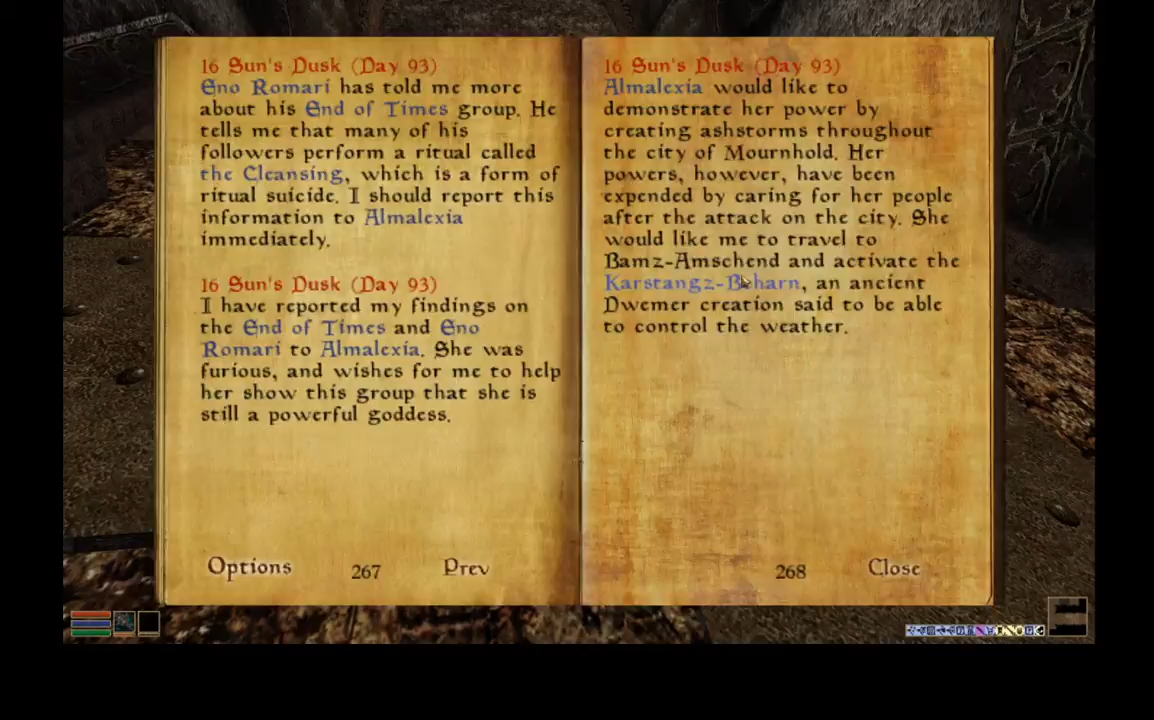 16 Sun's Dusk (Day 93)
Eno Romari has told me more
about his End of Times group. He
tells me that many of his
followers perform a ritual called
the Cleansing, which is a form of
ritual suicide. I should report this
information to Almalexia
immediately.
16 Sun's Dusk (Day 93)
I have reported my findings on
the End of Times and Eno
Romari to Almalexia. She was
furious, and wishes for me to help
her show this group that she is
still a powerful goddess.
Options
267
Prev
16 Sun's Dusk (Day 93)
Almalexia would like to
demonstrate her power by
creating ashstorms throughout
the city of Mournhold. Her
powers, however, have been
expended by caring for her people
after the attack on the city. She
would like me to travel to
Bamz-Amschend and activate the
Karstangz-Bcharn, an ancient
Dwemer creation said to be able
to control the weather.
268
Close